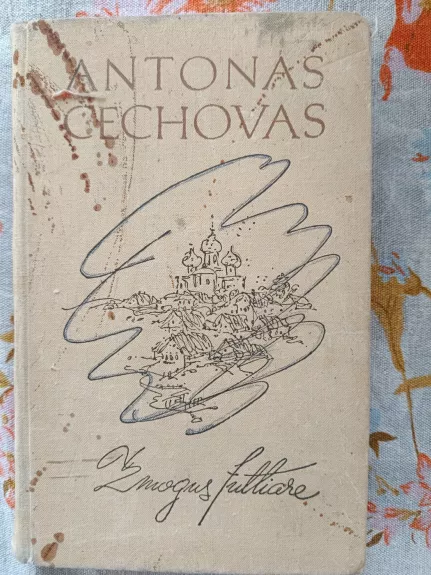 ANTONAS
ČECHOVAS
Žmogus futliare